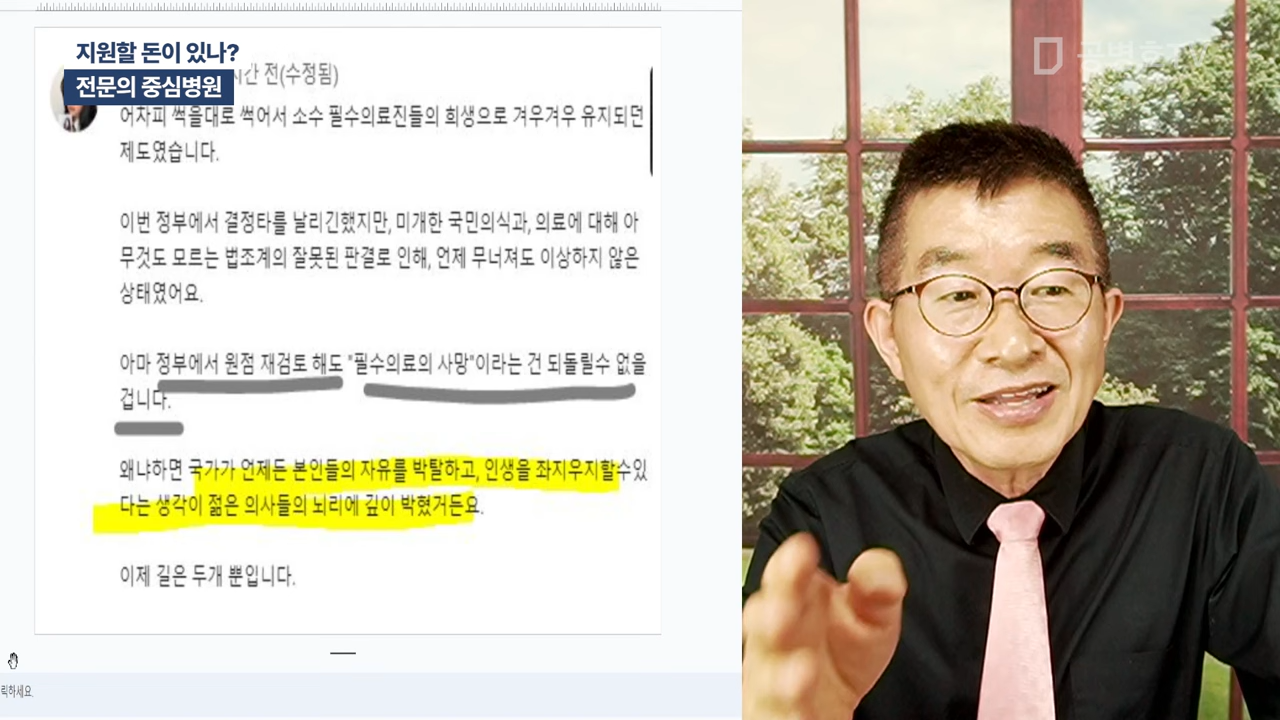 지원할 돈이 있나?
전문의 중심병원
시간 전(수정됨)
어차피 썩을대로 썩어서 소수 필수의료진들의 희생으로 겨우겨우 유지되던
제도였습니다.
이번 정부에서 결정타를 날리긴했지만, 미개한 국민의식과, 의료에 대해 아
무것도 모르는 법조계의 잘못된 판결로 인해, 언제 무너져도 이상하지 않은
상태였어요.
아마 정부에서 원점 재검토 해도 "필수의료의 사망"이라는 건 되돌릴수 없을
겁니다.
왜냐하면 국가가 언제든 본인들의 자유를 박탈하고, 인생을 좌지우지할수있
다는 생각이 젊은 의사들의 뇌리에 깊이 박혔거든요.
이제 길은 두개 뿐입니다.
릭하세요.